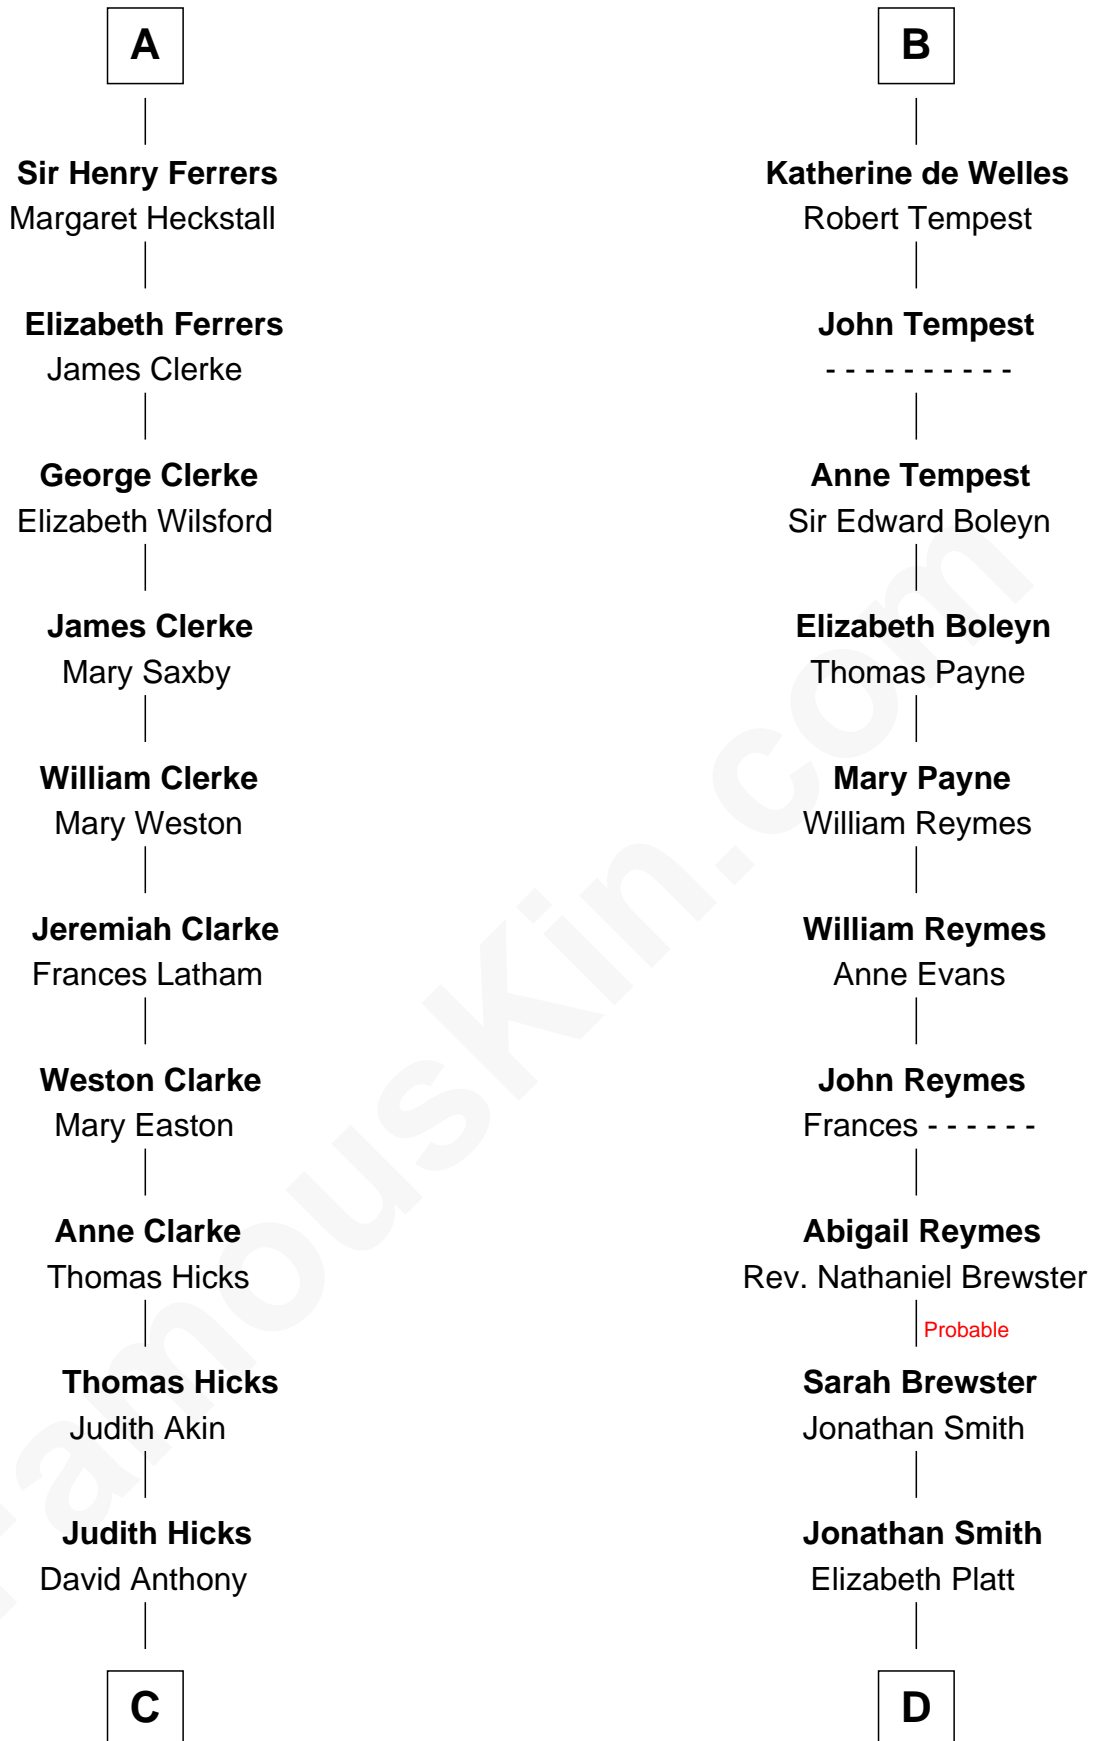 A
Sir Henry Ferrers
Margaret Heckstall
Elizabeth Ferrers
James Clerke
George Clerke
Elizabeth Wilsford
James Clerke
Mary Saxby
William Clerke
Mary Weston
Jeremiah Clarke
Frances Latham
Weston Clarke
Mary Easton
Anne Clarke
Thomas Hicks
Thomas Hicks
Judith Akin
Judith Hicks
David Anthony
C
B
Katherine de Welles
Robert Tempest
John Tempest
- - - - - - - - - -
Anne Tempest
Sir Edward Boleyn
Elizabeth Boleyn
Thomas Payne
Mary Payne
William Reymes
William Reymes
Anne Evans
John Reymes
Frances - - - - - -
Abigail Reymes
Rev. Nathaniel Brewster
Probable
Sarah Brewster
Jonathan Smith
Jonathan Smith
Elizabeth Platt
D
FamousKin.com